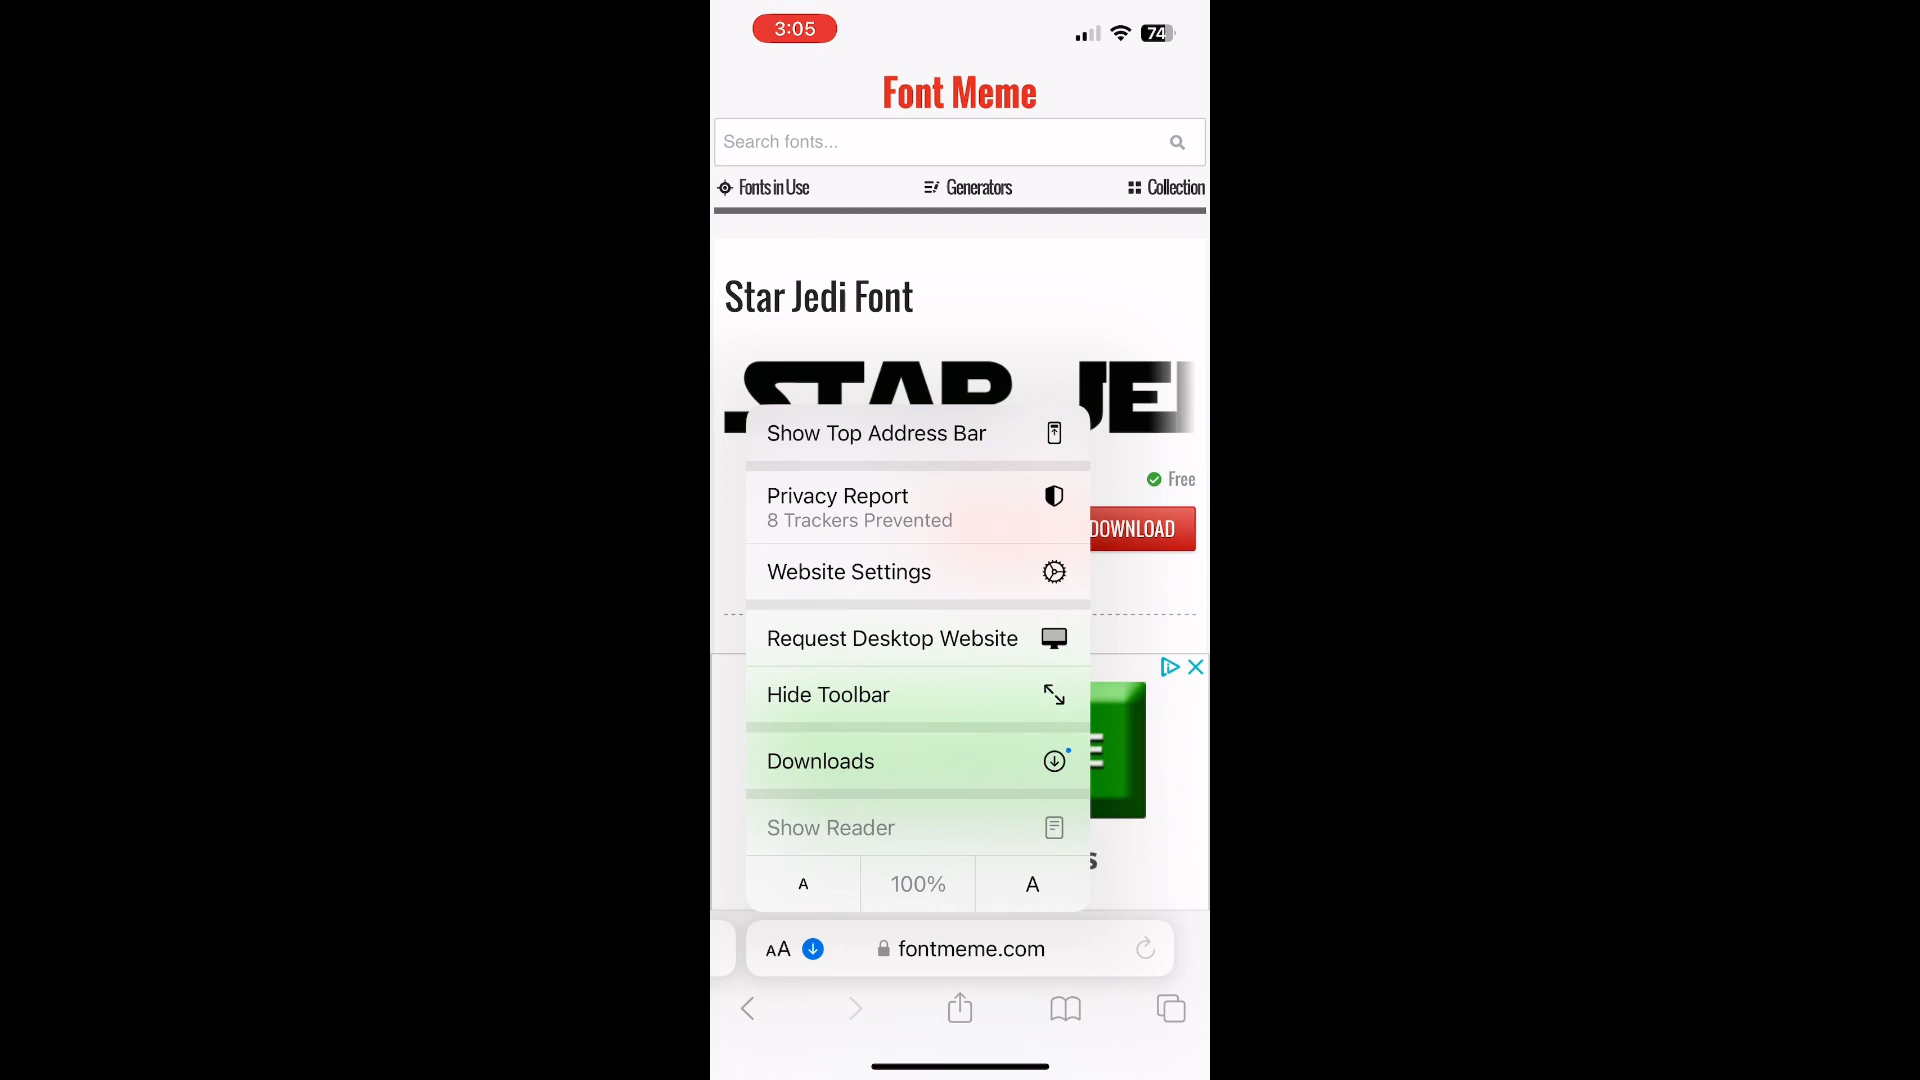 3:05
74
Font Meme
Search fonts...
Fonts in Use
Generators
Collection
Star Jedi Font
STAR JEDI
Show Top Address Bar
Privacy Report
8 Trackers Prevented
Free
DOWNLOAD
Website Settings
Request Desktop Website
Hide Toolbar
Downloads
Show Reader
A 100% A
AA fontmeme.com